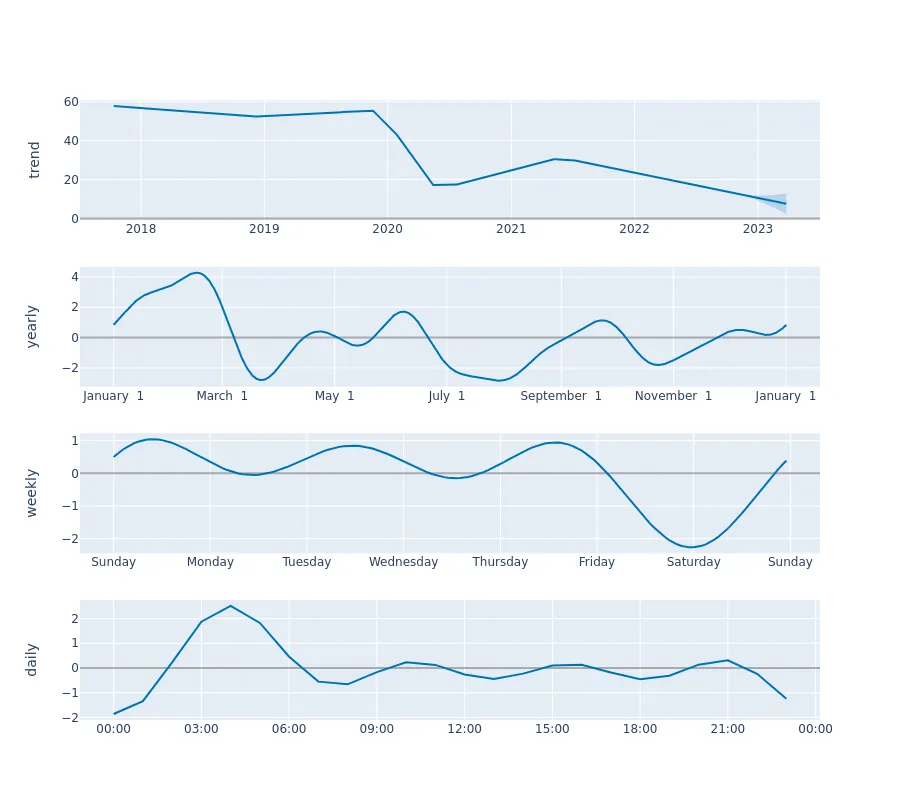 60
40
20
0
trend
2018 2019 2020 2021 2022 2023
4
2
0
−2
yearly
January 1 March 1 May 1 July 1 September 1 November 1 January 1
1
0
−1
−2
weekly
Sunday Monday Tuesday Wednesday Thursday Friday Saturday Sunday
2
1
0
−1
−2
daily
00:00 03:00 06:00 09:00 12:00 15:00 18:00 21:00 00:00